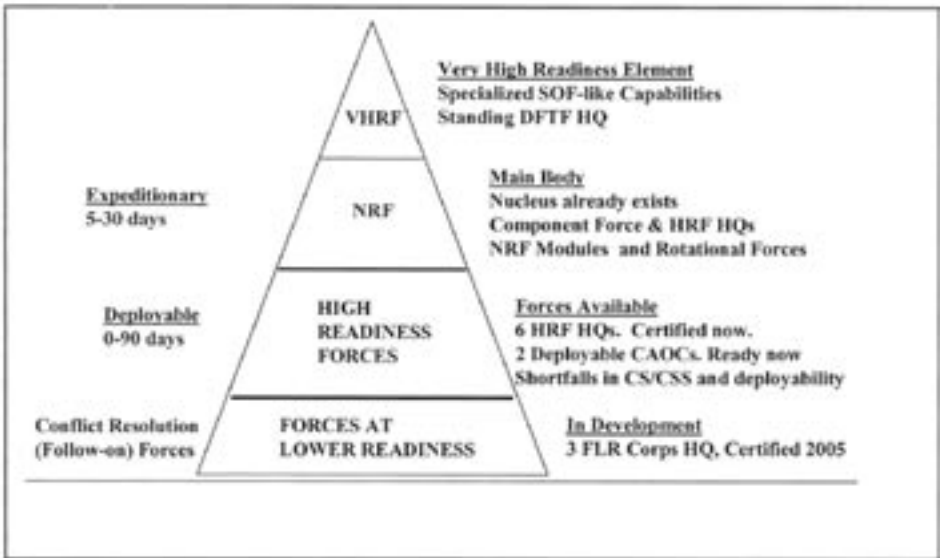 Very High Readiness Element
Specialized SOF-like Capabilities
Standing DFTF HQ
VHRF
Expeditionary
5-30 days
NRF
Main Body
Nucleus already exists
Component Force & HRF HQs
NRF Modules and Rotational Forces
Deployable
0-90 days
HIGH
READINESS
FORCES
Forces Available
6 HRF HQs. Certified now.
2 Deployable CAOCs. Ready now
Shortfalls in CS/CSS and deployability
Conflict Resolution
(Follow-on) Forces
FORCES AT
LOWER READINESS
In Development
3 FLR Corps HQ, Certified 2005